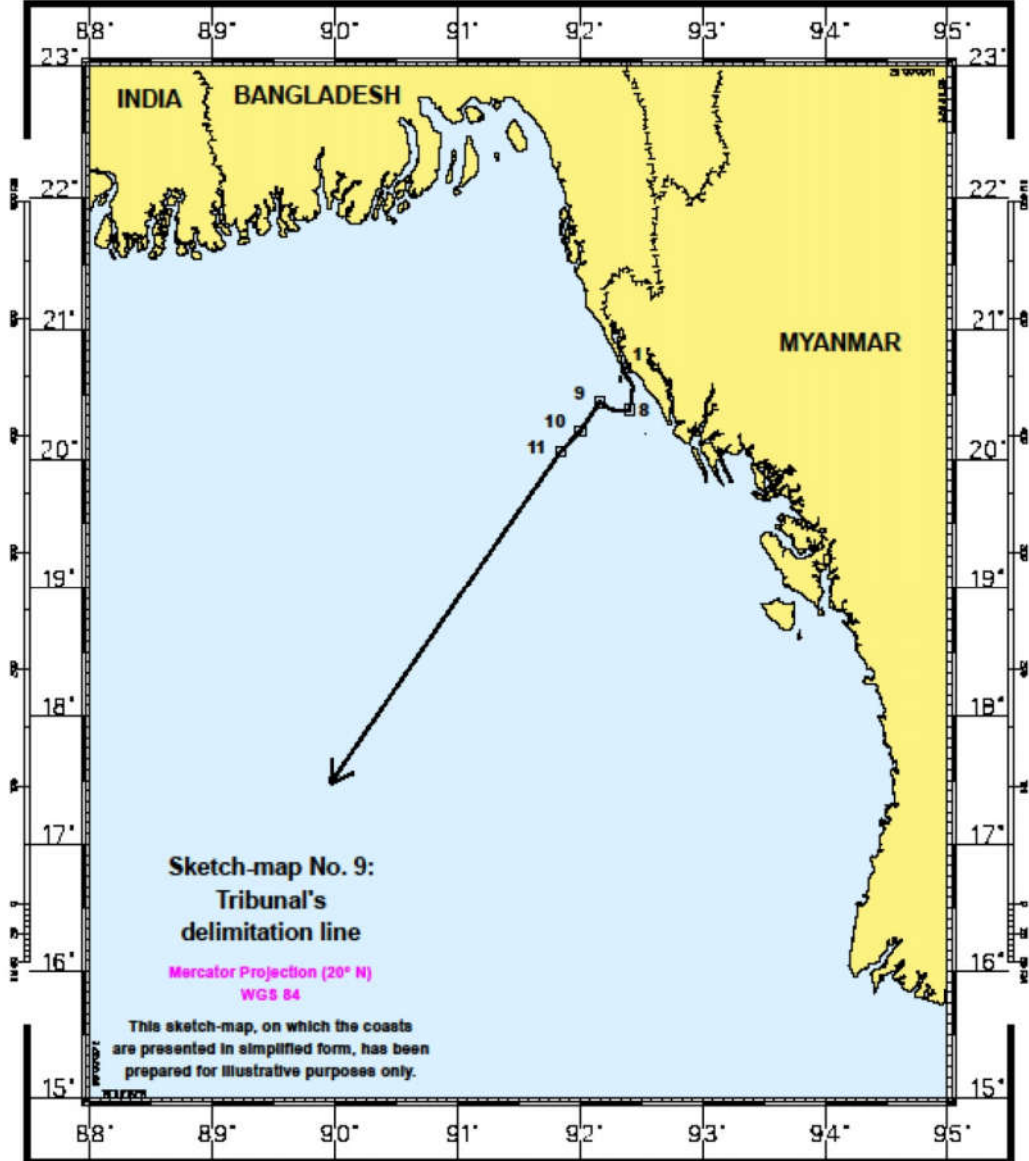 88° 89° 90° 91° 92° 93° 94° 95°
23° 23°
INDIA BANGLADESH
22° 22°
21° 21°
MYANMAR
1
9 8
10
20° 20°
11
19° 19°
18° 18°
17° 17°
Sketch-map No. 9:
Tribunal's
delimitation line
16° 16°
Mercator Projection (20° N)
WGS 84
This sketch-map, on which the coasts
are presented in simplified form, has been
prepared for illustrative purposes only.
15° 15°
88° 89° 90° 91° 92° 93° 94° 95°